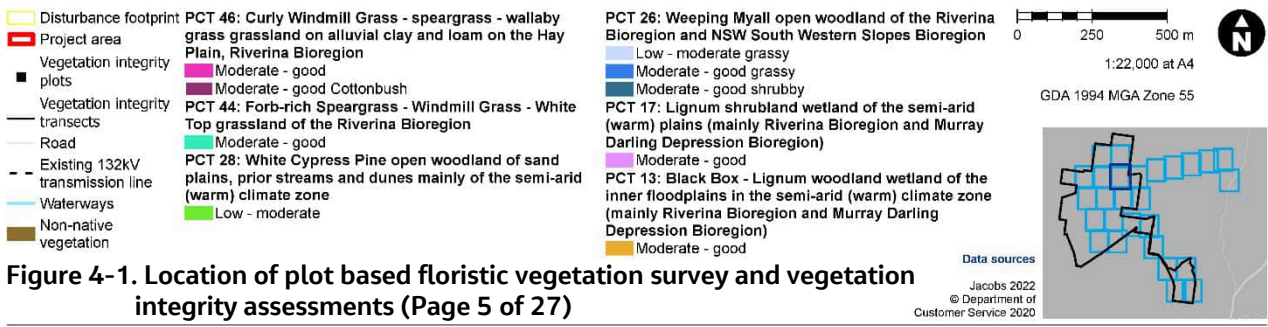 Disturbance footprint
Project area
Vegetation integrity
plots
Vegetation integrity
transects
Road
Existing 132kV
transmission line
Waterways
Non-native
vegetation
PCT 46: Curly Windmill Grass - speargrass - wallaby
grass grassland on alluvial clay and loam on the Hay
Plain, Riverina Bioregion
Moderate - good
Moderate - good Cottonbush
PCT 44: Forb-rich Speargrass - Windmill Grass - White
Top grassland of the Riverina Bioregion
Moderate - good
PCT 28: White Cypress Pine open woodland of sand
plains, prior streams and dunes mainly of the semi-arid
(warm) climate zone
Low - moderate
PCT 26: Weeping Myall open woodland of the Riverina
Bioregion and NSW South Western Slopes Bioregion
Low - moderate grassy
Moderate - good grassy
Moderate - good shrubby
PCT 17: Lignum shrubland wetland of the semi-arid
(warm) plains (mainly Riverina Bioregion and Murray
Darling Depression Bioregion)
Moderate - good
PCT 13: Black Box - Lignum woodland wetland of the
inner floodplains in the semi-arid (warm) climate zone
(mainly Riverina Bioregion and Murray Darling
Depression Bioregion)
Moderate - good
0 250 500 m
N
1:22,000 at A4
GDA 1994 MGA Zone 55
Data sources
Jacobs 2022
© Department of
Customer Service 2020
Figure 4-1. Location of plot based floristic vegetation survey and vegetation
integrity assessments (Page 5 of 27)